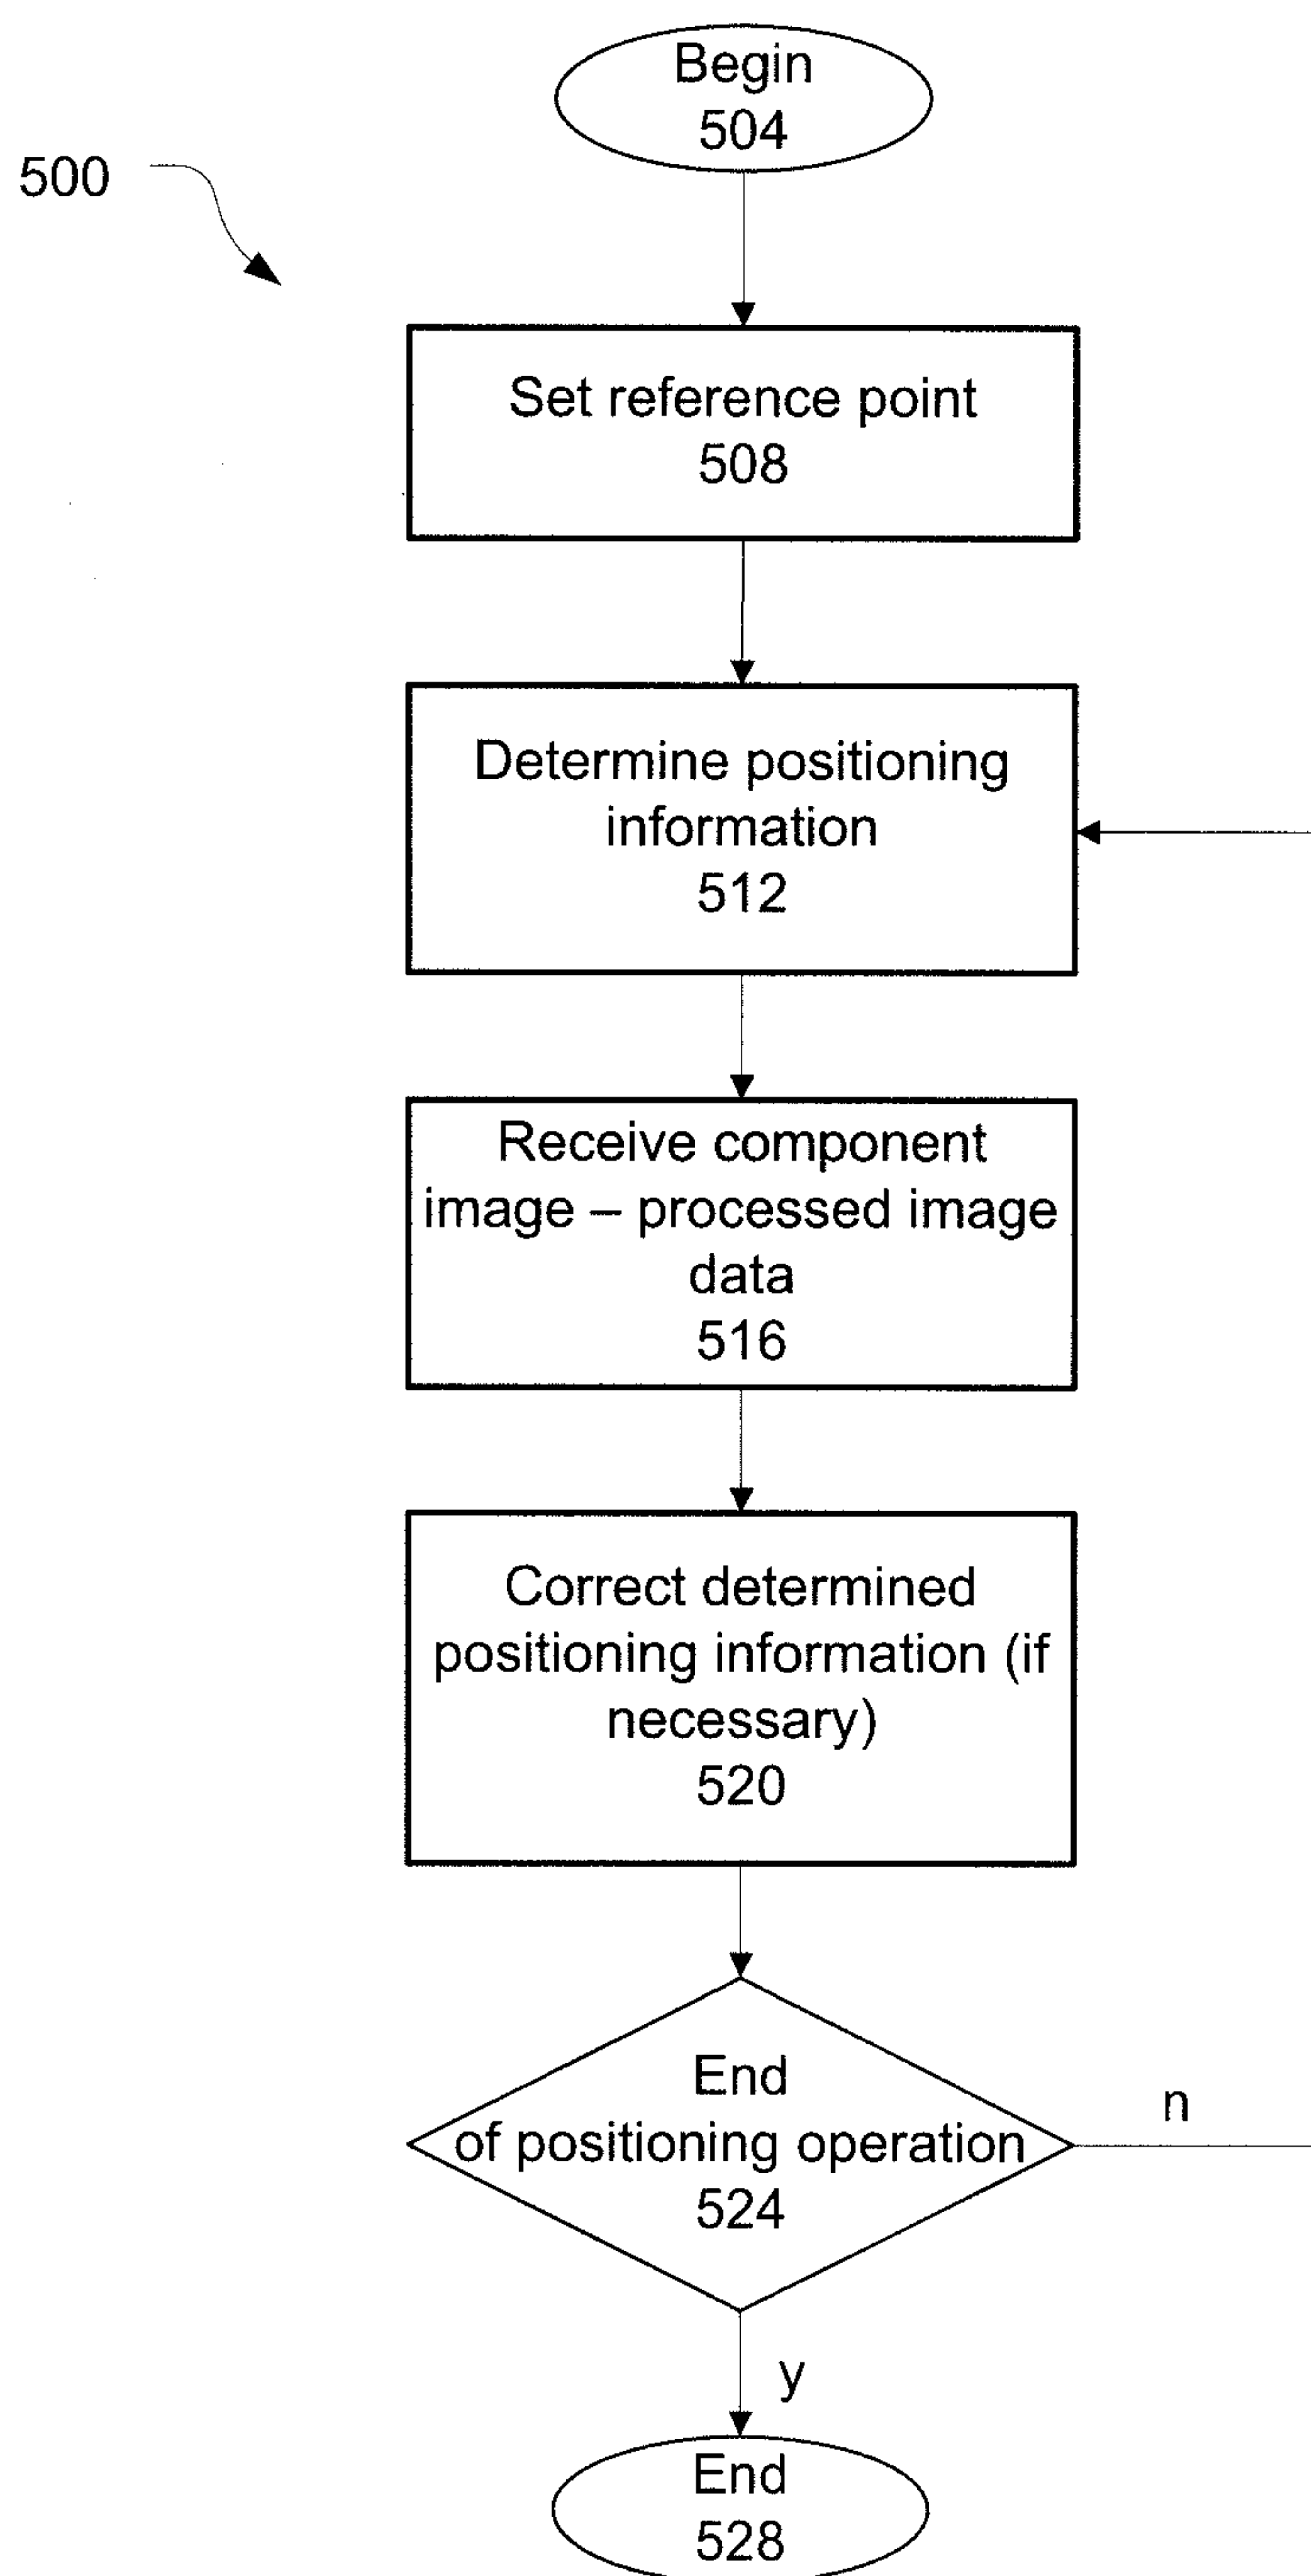 Begin
504
500
Set reference point
508
Determine positioning
information
512
Receive component
image – processed image
data
516
Correct determined
positioning information (if
necessary)
520
End
of positioning operation
524
n
y
End
528